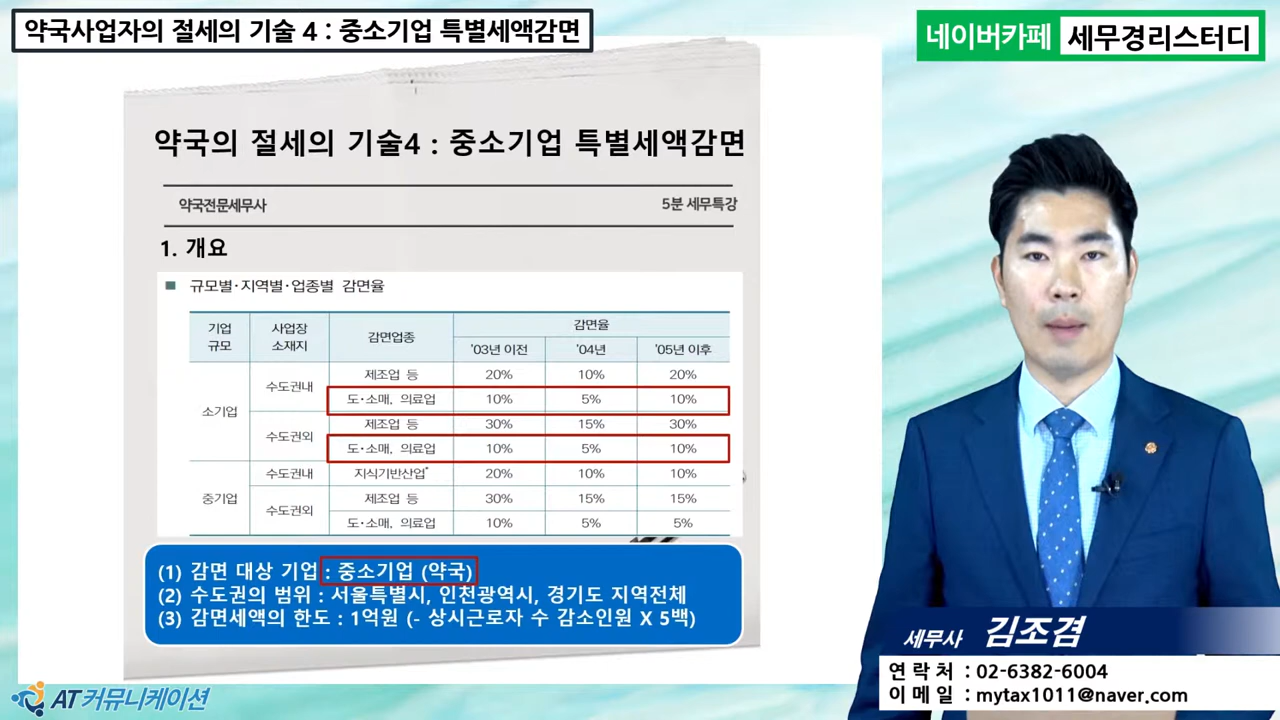 약국사업자의 절세의 기술 4 : 중소기업 특별세액감면
네이버카페 세무경리스터디
약국의 절세의 기술4 : 중소기업 특별세액감면
약국전문세무사 5분 세무특강
1. 개요
■ 규모별·지역별·업종별 감면율
기업 규모 사업장 소재지 감면업종 감면율
'03년 이전 '04년 '05년 이후
소기업 수도권내 제조업 등 20% 10% 20%
도·소매, 의료업 10% 5% 10%
수도권외 제조업 등 30% 15% 30%
도·소매, 의료업 10% 5% 10%
중기업 수도권내 지식기반산업* 20% 10% 10%
수도권외 제조업 등 30% 15% 15%
도·소매, 의료업 10% 5% 5%
(1) 감면 대상 기업 : 중소기업 (약국)
(2) 수도권의 범위 : 서울특별시, 인천광역시, 경기도 지역전체
(3) 감면세액의 한도 : 1억원 (- 상시근로자 수 감소인원 X 5백)
세무사 김조겸
연락처 : 02-6382-6004
이메일 : mytax1011@naver.com
AT커뮤니케이션